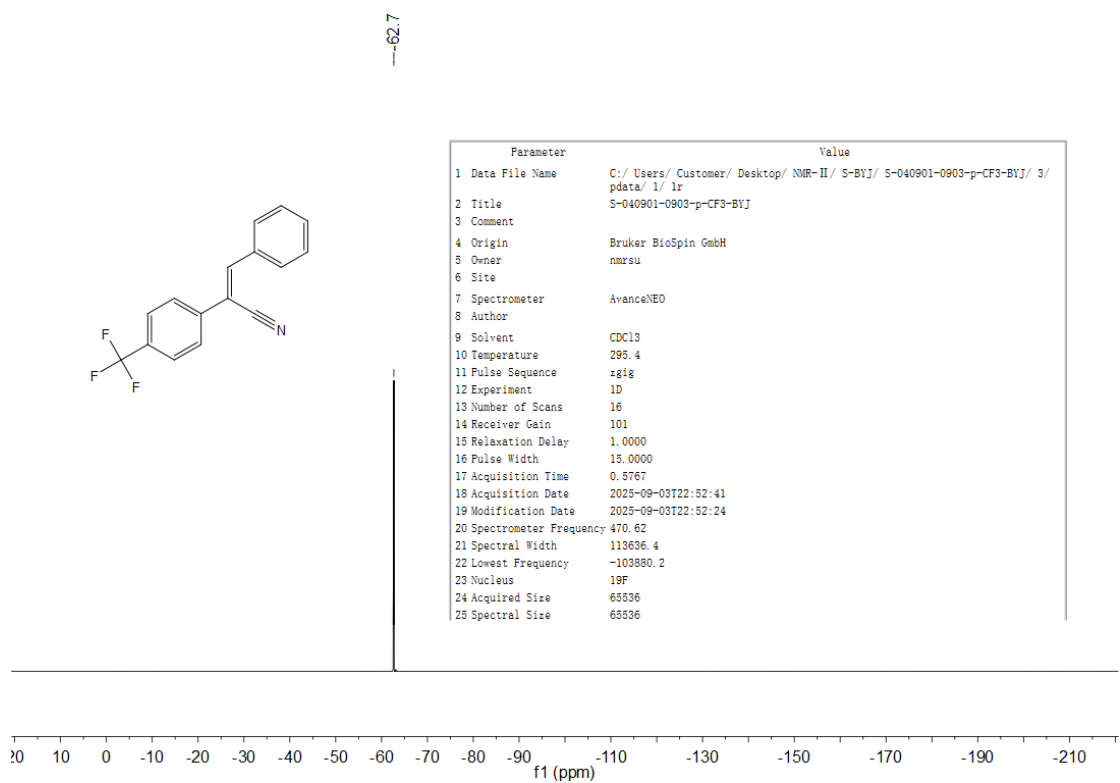 -62.7
Parameter Value
1 Data File Name C:/ Users/ Customer/ Desktop/ NMR-II/ S-BYJ/ S-040901-0903-p-CF3-BYJ/ 3/
pdata/ 1/ 1r
2 Title S-040901-0903-p-CF3-BYJ
3 Comment
4 Origin Bruker BioSpin GmbH
5 Owner nmrsu
6 Site
7 Spectrometer AvanceNEO
8 Author
9 Solvent CDCl3
10 Temperature 295.4
11 Pulse Sequence zgig
12 Experiment 1D
13 Number of Scans 16
14 Receiver Gain 101
15 Relaxation Delay 1.0000
16 Pulse Width 15.0000
17 Acquisition Time 0.5767
18 Acquisition Date 2025-09-03T22:52:41
19 Modification Date 2025-09-03T22:52:24
20 Spectrometer Frequency 470.62
21 Spectral Width 113636.4
22 Lowest Frequency -103880.2
23 Nucleus 19F
24 Acquired Size 65536
25 Spectral Size 65536
N
F
F
F
20 10 0 -10 -20 -30 -40 -50 -60 -70 -80 -90 -110 -130 -150 -170 -190 -210
f1 (ppm)